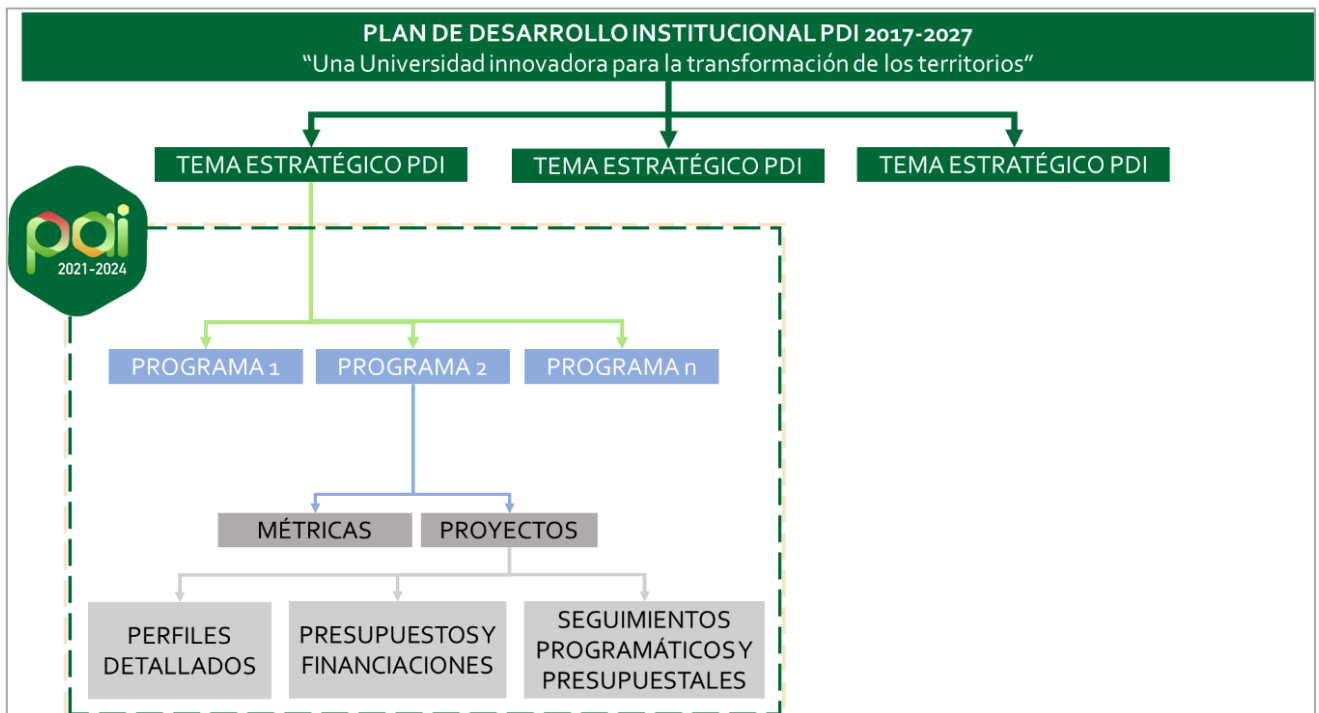 PLAN DE DESARROLLO INSTITUCIONAL PDI 2017-2027
“Una Universidad innovadora para la transformación de los territorios”
TEMA ESTRATÉGICO PDI
TEMA ESTRATÉGICO PDI
TEMA ESTRATÉGICO PDI
pai
2021-2024
PROGRAMA 1
PROGRAMA 2
PROGRAMA n
MÉTRICAS
PROYECTOS
PERFILES
DETALLADOS
PRESUPUESTOS Y
FINANCIACIONES
SEGUIMIENTOS
PROGRAMÁTICOS Y
PRESUPUESTALES